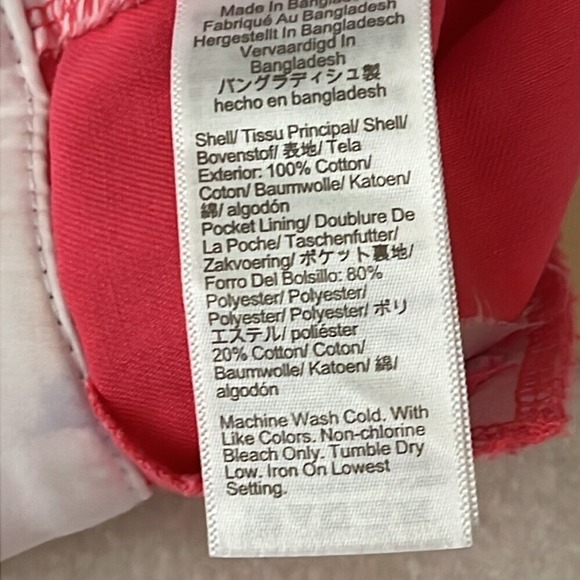 Made In Bangladesh
Fabriqué Au Bangladesh
Hergestellt In Bangladesch
Vervaardigd In
Bangladesh
バングラディシュ製
hecho en bangladesh
Shell/ Tissu Principal/ Shell/
Bovenstof/ 表地/ Tela
Exterior: 100% Cotton/
Coton/ Baumwolle/ Katoen/
綿/ algodón
Pocket Lining/ Doublure De
La Poche/ Taschenfutter/
Zakvoering/ ポケット裏地/
Forro Del Bolsillo: 80%
Polyester/ Polyester/
Polyester/ Polyester/ ポリ
エステル/ poliéster
20% Cotton/ Coton/
Baumwolle/ Katoen/ 綿/
algodón
Machine Wash Cold. With
Like Colors. Non-chlorine
Bleach Only. Tumble Dry
Low. Iron On Lowest
Setting.